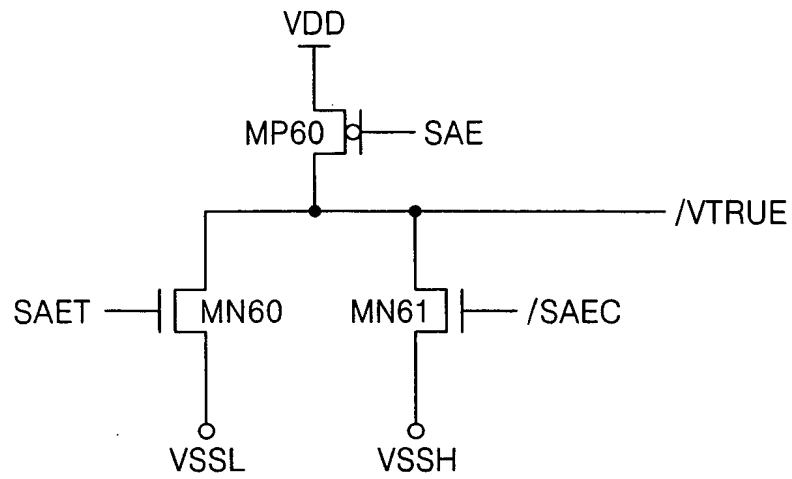 VDD
MP60 SAE
/VTRUE
SAET MN60 MN61 /SAEC
VSSL VSSH